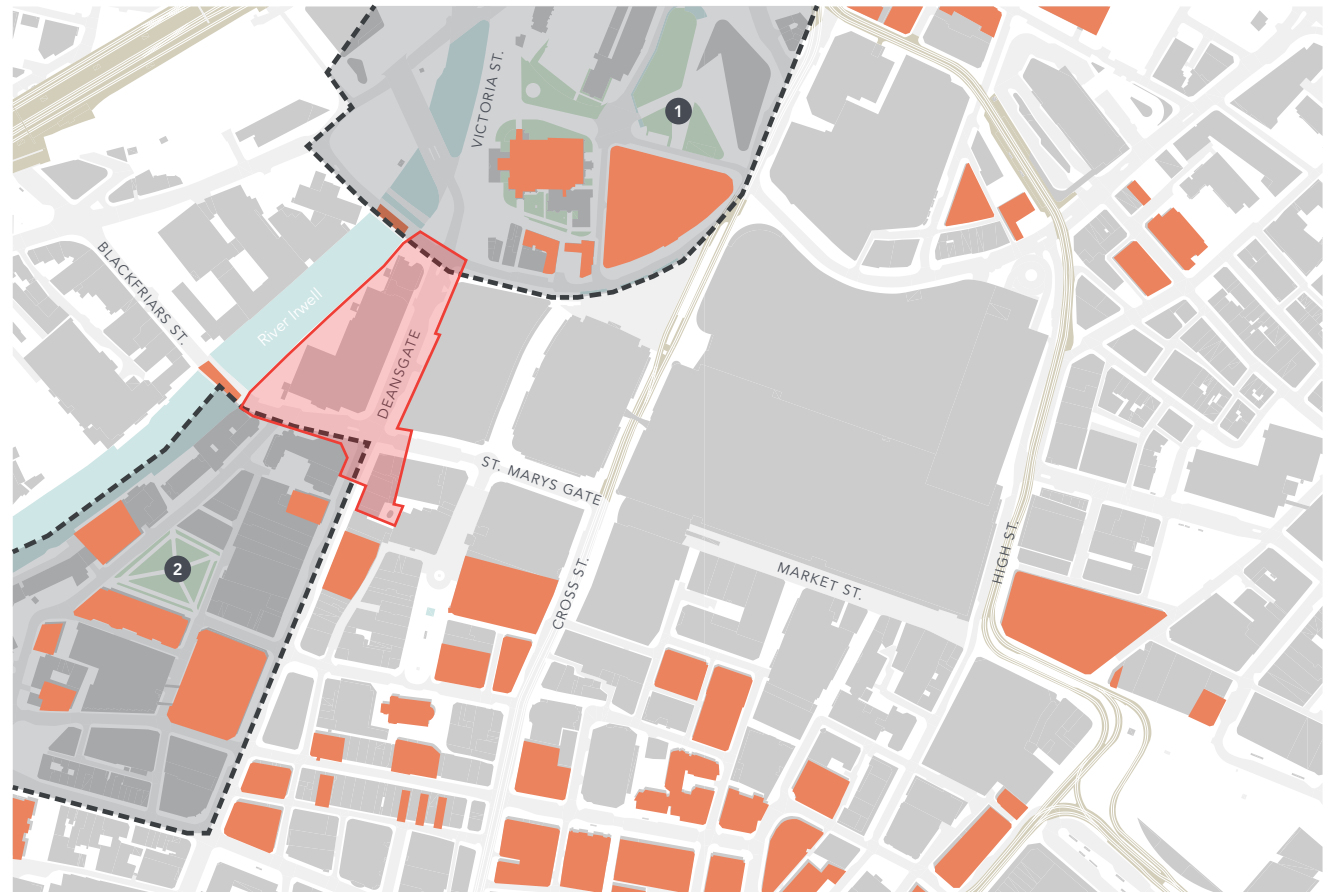 VICTORIA ST.
1
BLACKFRIARS ST.
River Irwell
DEANSGATE
ST. MARYS GATE
CROSS ST.
MARKET ST.
HIGH ST.
2